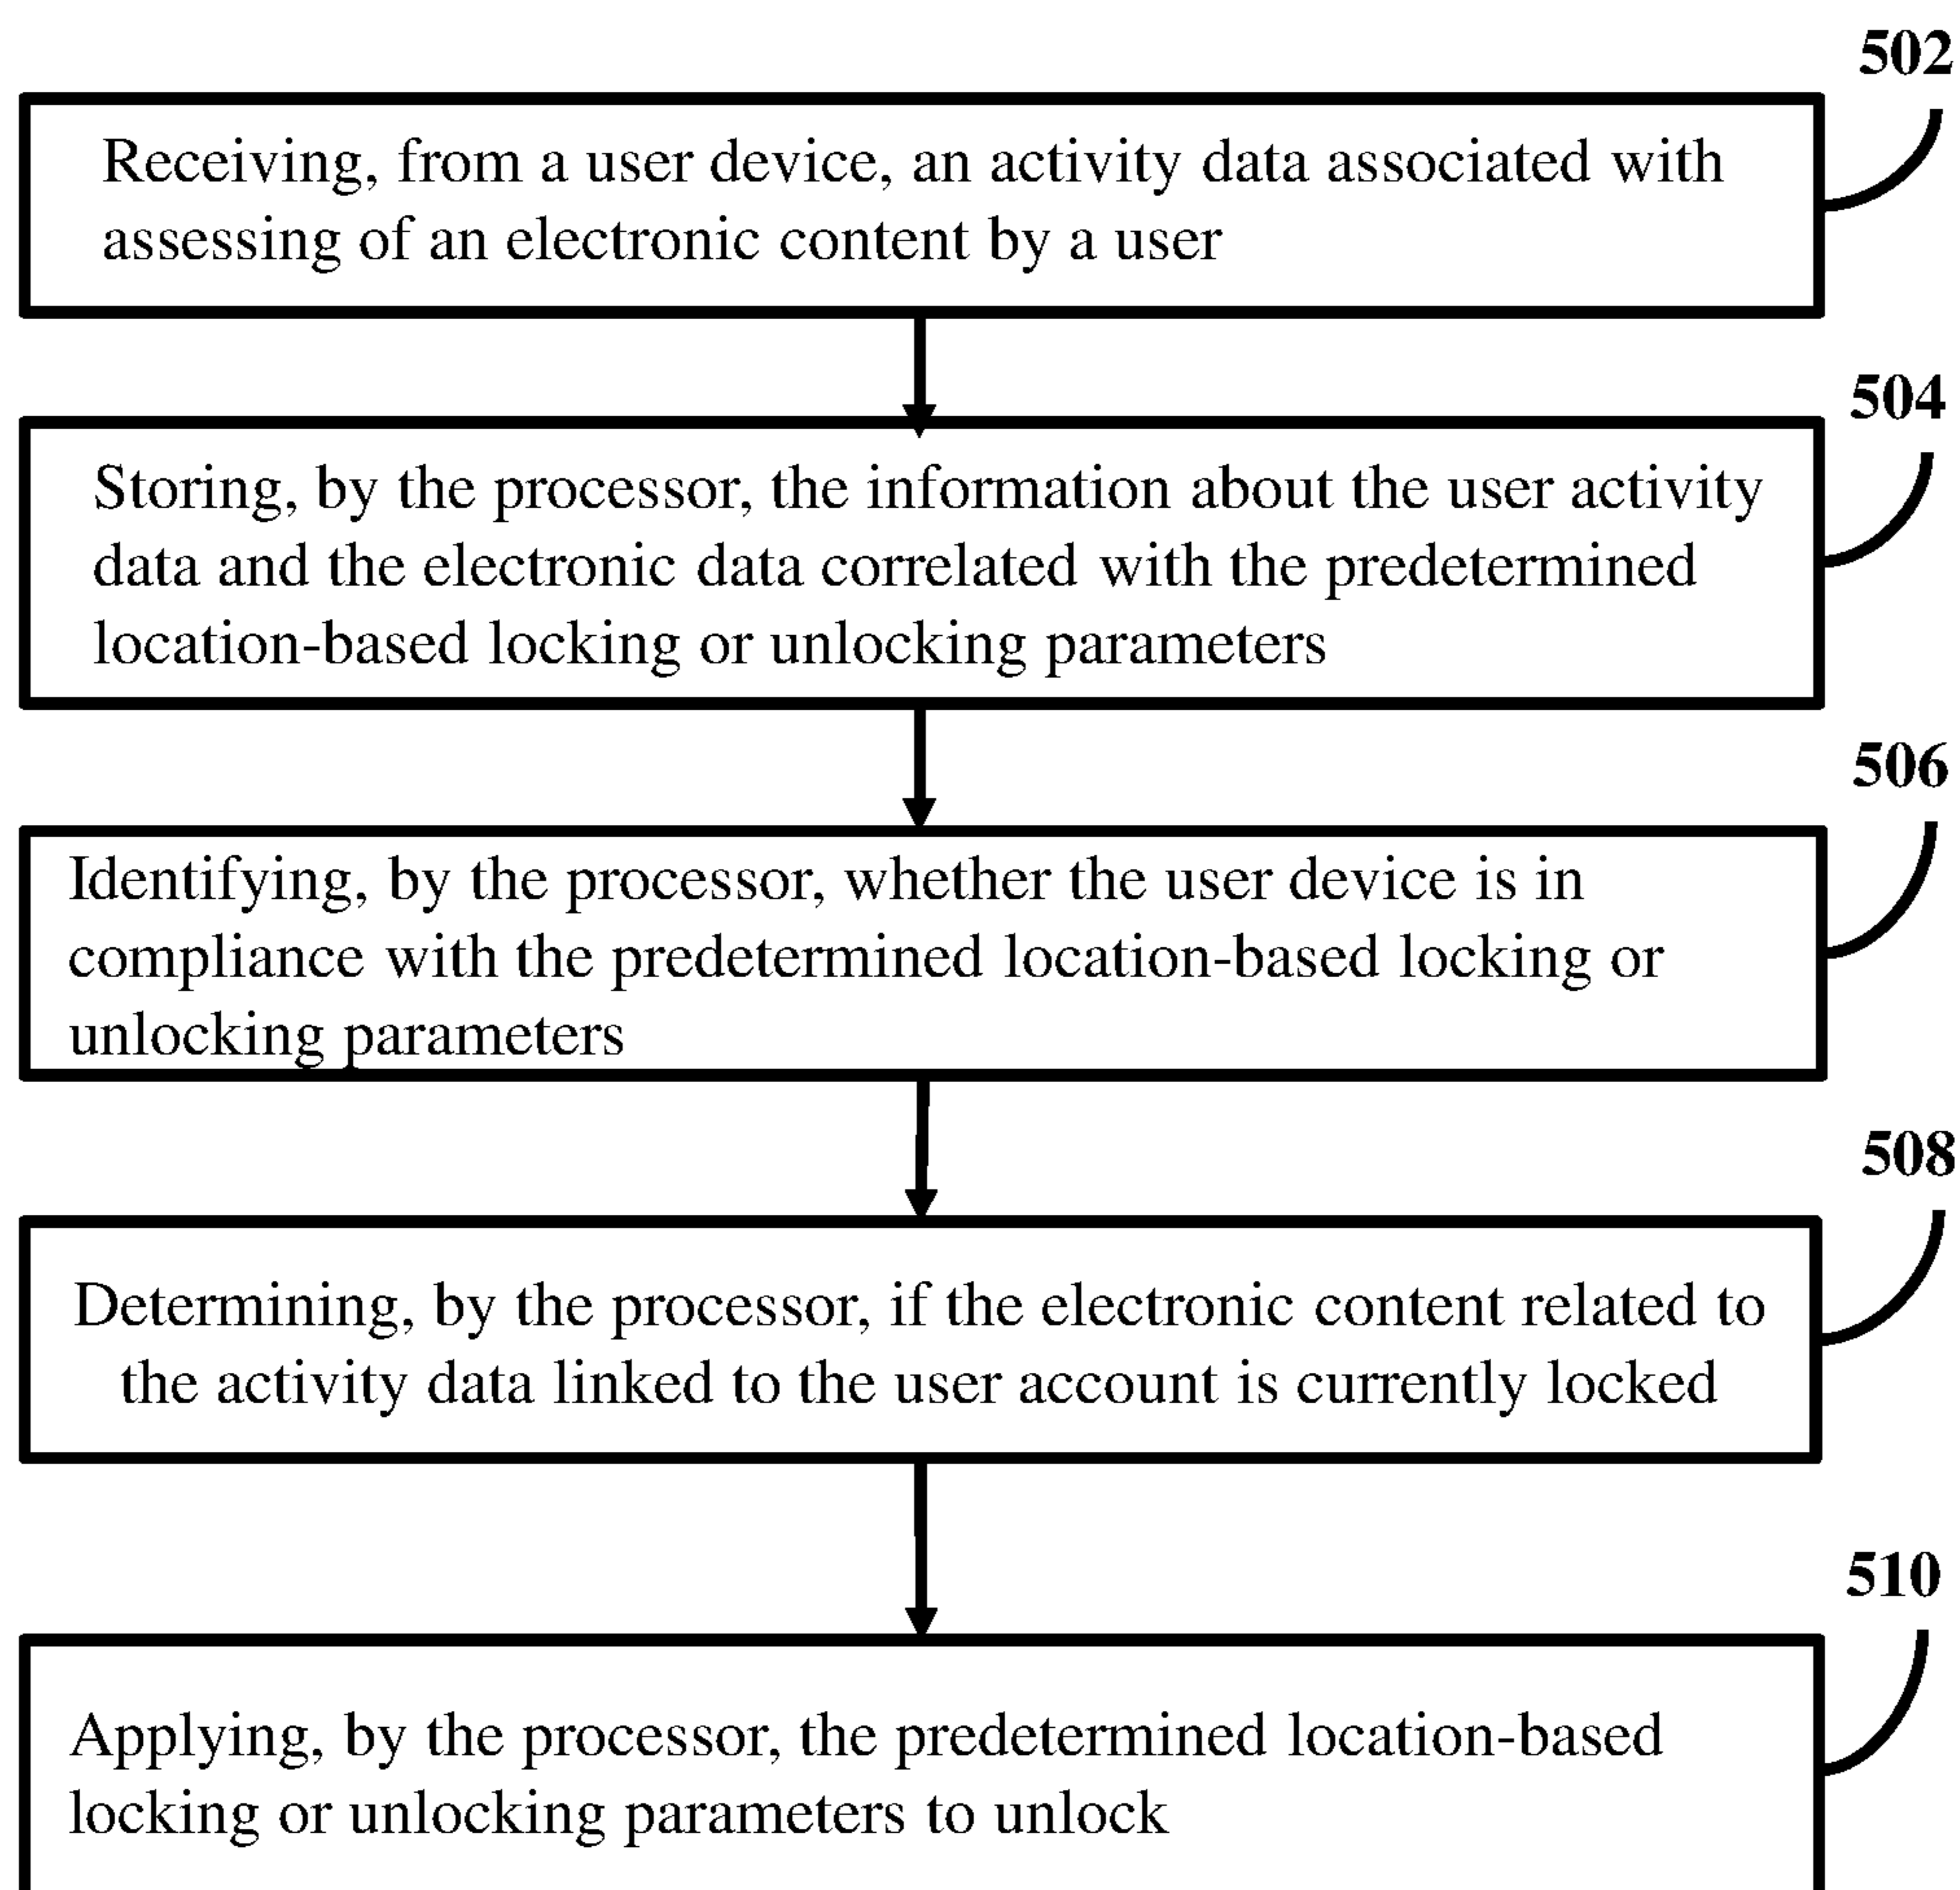 502
Receiving, from a user device, an activity data associated with
assessing of an electronic content by a user
504
Storing, by the processor, the information about the user activity
data and the electronic data correlated with the predetermined
location-based locking or unlocking parameters
506
Identifying, by the processor, whether the user device is in
compliance with the predetermined location-based locking or
unlocking parameters
508
Determining, by the processor, if the electronic content related to
the activity data linked to the user account is currently locked
510
Applying, by the processor, the predetermined location-based
locking or unlocking parameters to unlock